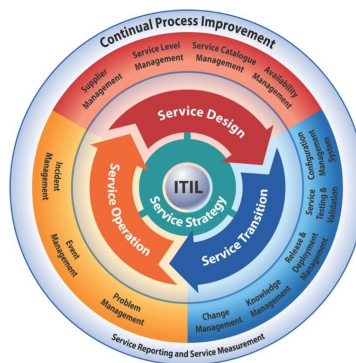 Continual Process Improvement
Supplier
Management
Service Level
Management
Service Catalogue
Management
Availability
Management
Service Design
Configuration
Management
System
Service
Testing &
Validation
Release &
Deployment
Management
Knowledge
Management
Change
Management
Service Transition
ITIL
Service Strategy
Service Operation
Incident
Management
Event
Management
Problem
Management
Service Reporting and Service Measurement